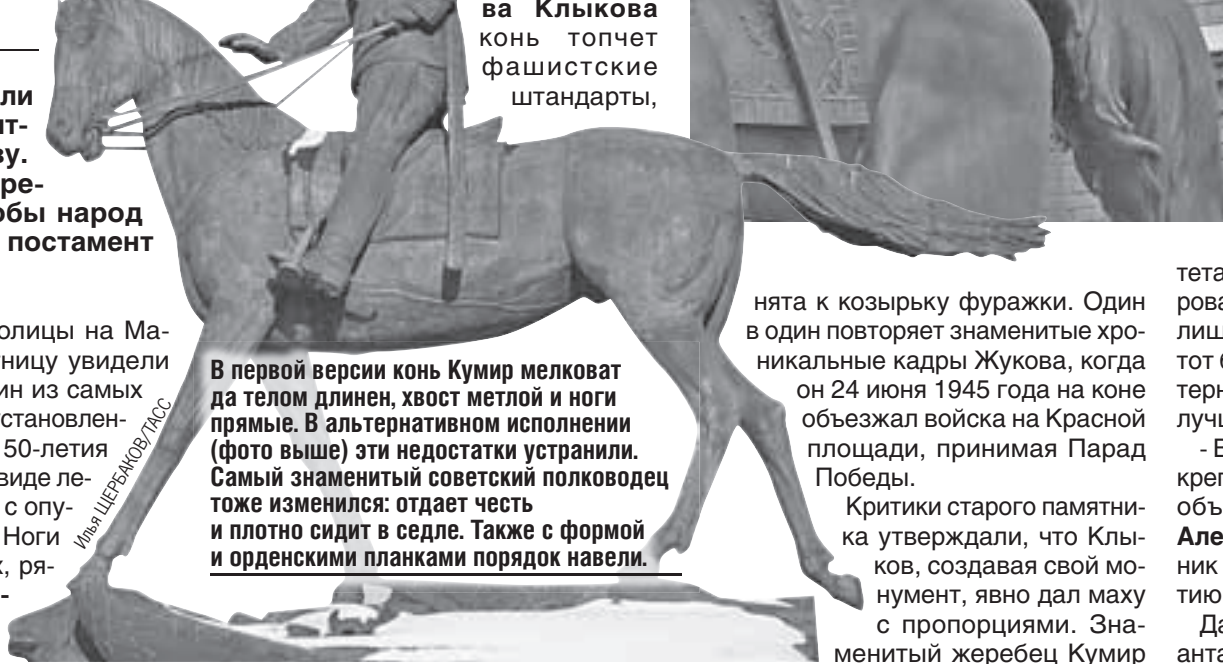 ли
ит-
ву.
ре-
обы народ
постамент
олицы на Ма-
тницу увидели
ин из самых
становлен-
50-летия
виде ле-
с опу-
Ноги
х, ря-
-
Илья ЩЕРБАКОВ/ТАСС
В первой версии конь Кумир мелковат
да телом длинен, хвост метлой и ноги
прямые. В альтернативном исполнении
(фото выше) эти недостатки устранили.
Самый знаменитый советский полководец
тоже изменился: отдает честь
и плотно сидит в седле. Также с формой
и орденскими планками порядок навели.
ва Клыкова
конь топчет
фашистские
штандарты,
нята к козырьку фуражки. Один
в один повторяет знаменитые хро-
никальные кадры Жукова, когда
он 24 июня 1945 года на коне
объезжал войска на Красной
площади, принимая Парад
Победы.
Критики старого памятни-
ка утверждали, что Клы-
ков, создавая свой мо-
нумент, явно дал маху
с пропорциями. Зна-
менитый жеребец Кумир
тета
рова
лиш
тот б
терн
лучш
- Е
креп
объ
Але
ник
тию
Да
анта